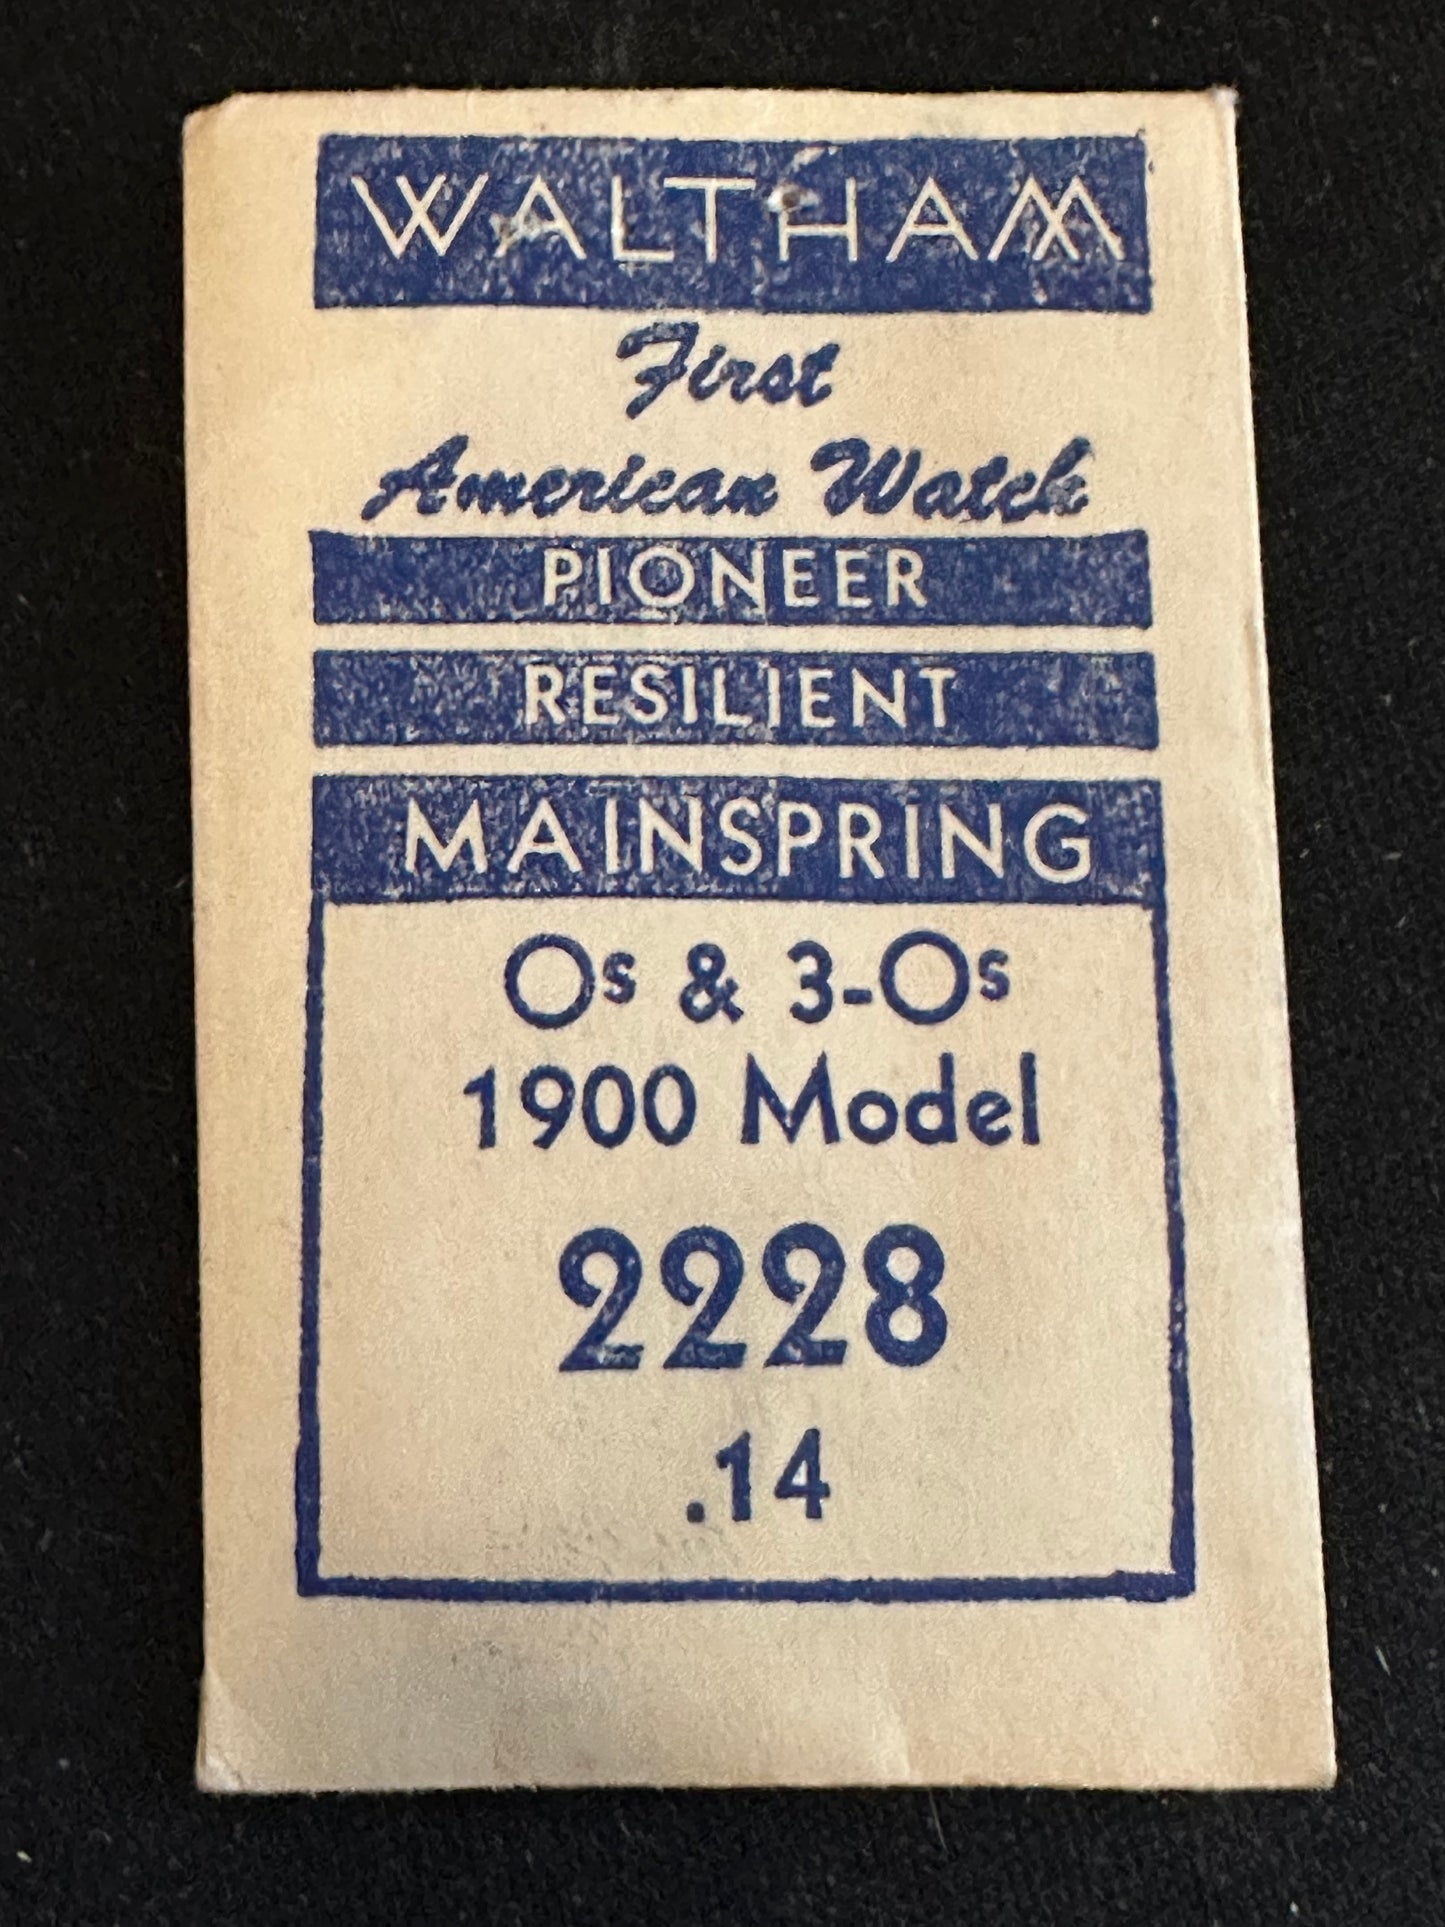 WALTHAM
First
American Watch
PIONEER
RESILIENT
MAINSPRING
Os & 3-Os
1900 Model
2228
.14